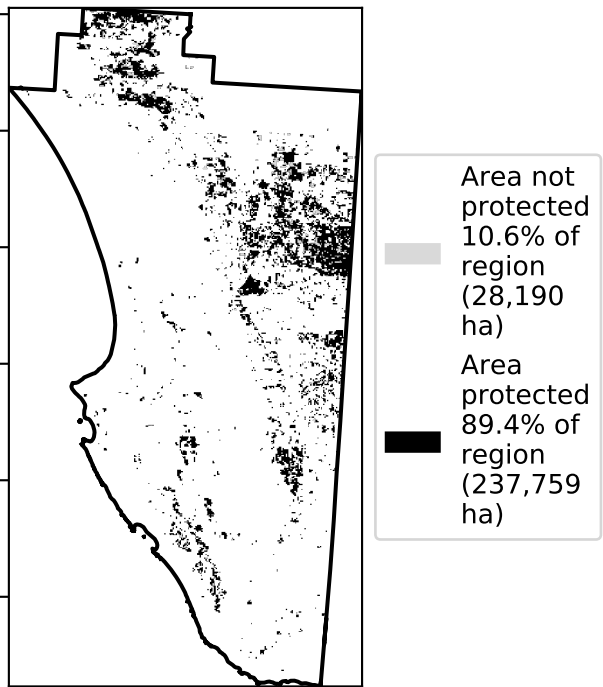 Area not
protected
10.6% of
region
(28,190
ha)
Area
protected
89.4% of
region
(237,759
ha)